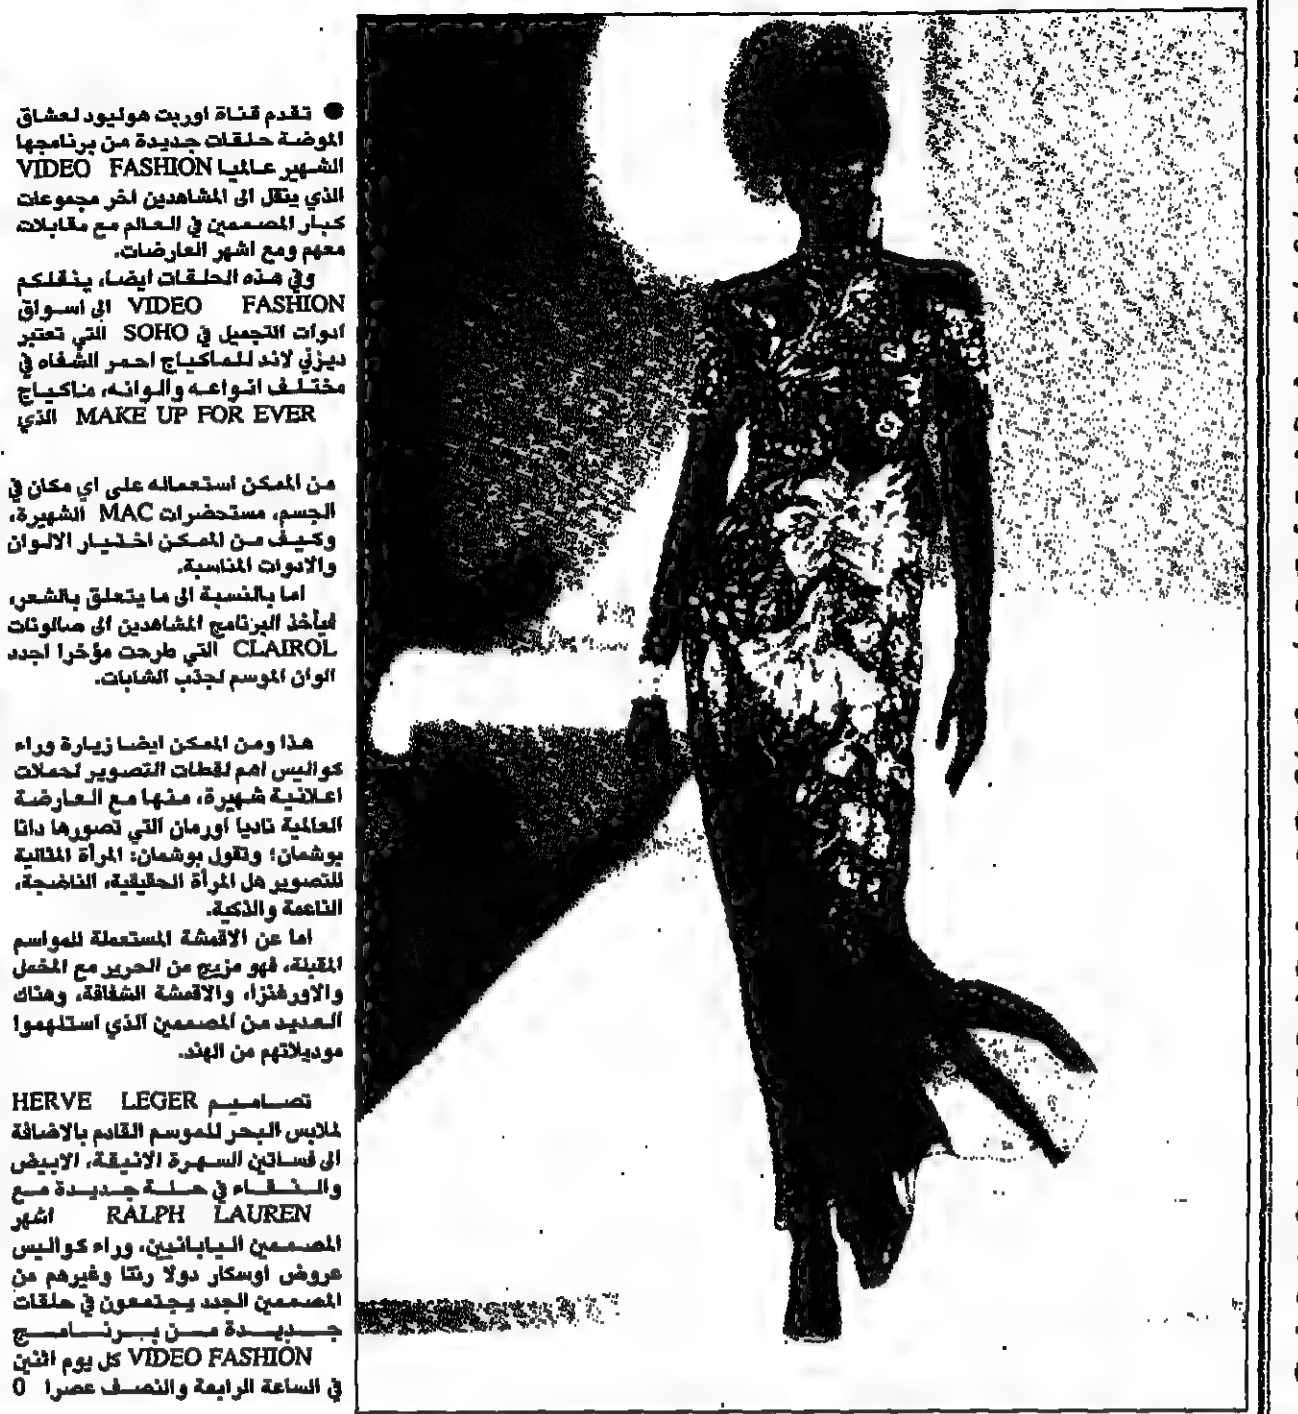 ● تقدم قناة اوربت هوليود لعشاق
الموضة حلقات جديدة من برنامجها
الشهير عالميا VIDEO FASHION
الذي ينقل الى المشاهدين اخر مجموعات
كبار المصممين في العالم مع مقابلات
معهم ومع اشهر العارضات.
وفي هذه الحلقات ايضا، ينقلكم
VIDEO FASHION الى اسواق
ادوات التجميل في SOHO التي تعتبر
ديزني لاند للماكياج احمر الشفاه في
مختلف انواعه والوانه، ماكياج
MAKE UP FOR EVER الذي
من الممكن استعماله على اي مكان في
الجسم، مستحضرات MAC الشهيرة،
وكيف من الممكن اختيار الالوان
والادوات المناسبة.
اما بالنسبة الى ما يتعلق بالشعر،
فيأخذ البرنامج المشاهدين الى صالونات
CLAIROL التي طرحت مؤخرا اجدد
الوان الموسم لجذب الشابات.
هذا ومن الممكن ايضا زيارة وراء
كواليس اهم لقطات التصوير لحملات
اعلانية شهيرة، منها مع العارضة
العالمية ناديا اورمان التي تصورها دانا
بوشمان؛ وتقول بوشمان: المرأة المثالية
للتصوير هل المرأة الحقيقية، الناضجة،
الناعمة والذكية.
اما عن الاقمشة المستعملة للمواسم
المقبلة، فهو مزيج من الحرير مع المخمل
والاورغنزا، والاقمشة الشفافة، وهناك
العديد من المصممين الذي استلهموا
موديلاتهم من الهند.
تصاميم HERVE LEGER
لملابس البحر للموسم القادم بالاضافة
الى فساتين السهرة الانيقة، الابيض
والنقاء في حلة جديدة مع
RALPH LAUREN اشهر
المصممين اليابانيين، وراء كواليس
عروض اوسكار دولا رنتا وغيرهم من
المصممين الجدد يجتمعون في حلقات
جديدة من برنامج
VIDEO FASHION كل يوم اثنين
في الساعة الرابعة والنصف عصرا 0